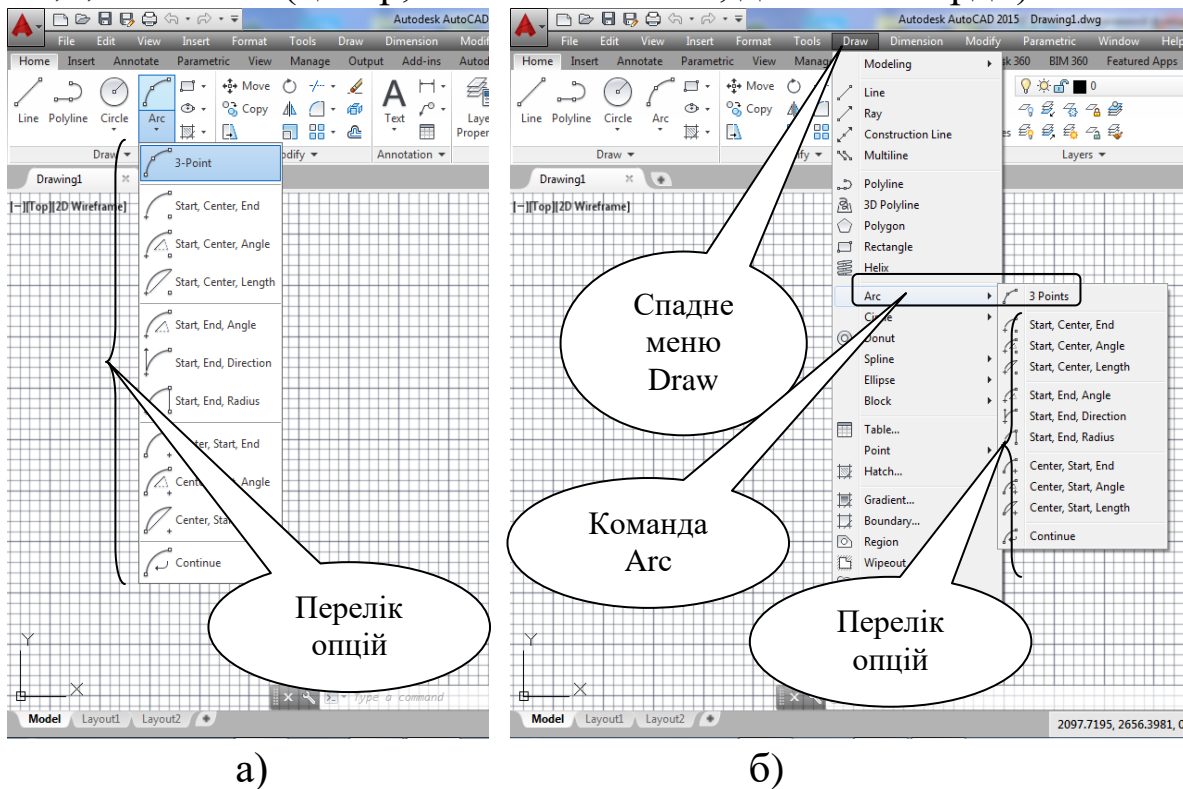 Autodesk AutoCAD
File Edit View Insert Format Tools Draw Dimension
Home Insert Annotate Parametric View Manage Output Add-ins
Line Polyline Circle Arc Move Copy Text
Draw Annotation
Drawing1
[−][Top][2D Wireframe]
3-Point
Start, Center, End
Start, Center, Angle
Start, Center, Length
Start, End, Angle
Start, End, Direction
Start, End, Radius
Start, End
Angle
Center,
Continue
Перелік
опцій
Y
X
Type a command
Model Layout1 Layout2
а)
Autodesk AutoCAD 2015 Drawing1.dwg
File Edit View Insert Format Tools Draw Dimension Modify Parametric Window Help
Home Insert Annotate Parametric View 360 BIM 360 Featured Apps
Line Polyline Circle Arc Move Copy 0
Draw Layers
Drawing1
[−][Top][2D Wireframe]
Modeling
Line
Ray
Construction Line
Multiline
Polyline
3D Polyline
Polygon
Rectangle
Helix
Arc
Circle
Donut
Spline
Ellipse
Block
Table...
Point
Hatch...
Gradient...
Boundary...
Region
Wipeout
3 Points
Start, Center, End
Start, Center, Angle
Start, Center, Length
Start, End, Angle
Start, End, Direction
Start, End, Radius
Center, Start, End
Center, Start, Angle
Center, Start, Length
Continue
Спадне
меню
Draw
Команда
Arc
Перелік
опцій
Y
X
Model Layout1 Layout2
2097.7195, 2656.3981,
б)